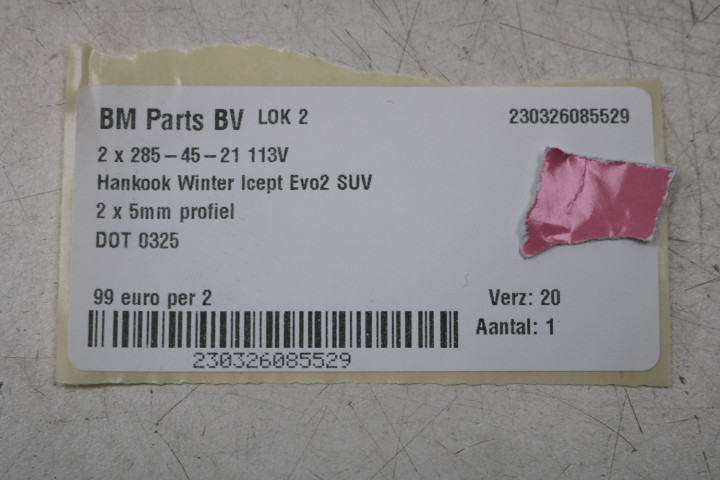 BM Parts BV LOK 2 230326085529
2 x 285-45-21 113V
Hankook Winter Icept Evo2 SUV
2 x 5mm profiel
DOT 0325
99 euro per 2 Verz: 20
Aantal: 1
230326085529